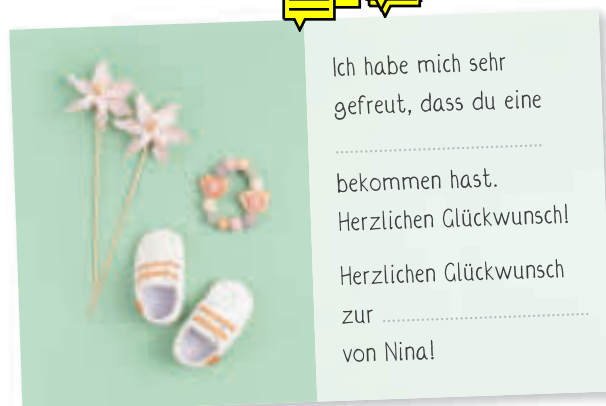 Ich habe mich sehr
gefreut, dass du eine
........................................
bekommen hast.
Herzlichen Glückwunsch!
Herzlichen Glückwunsch
zur ........................................
von Nina!